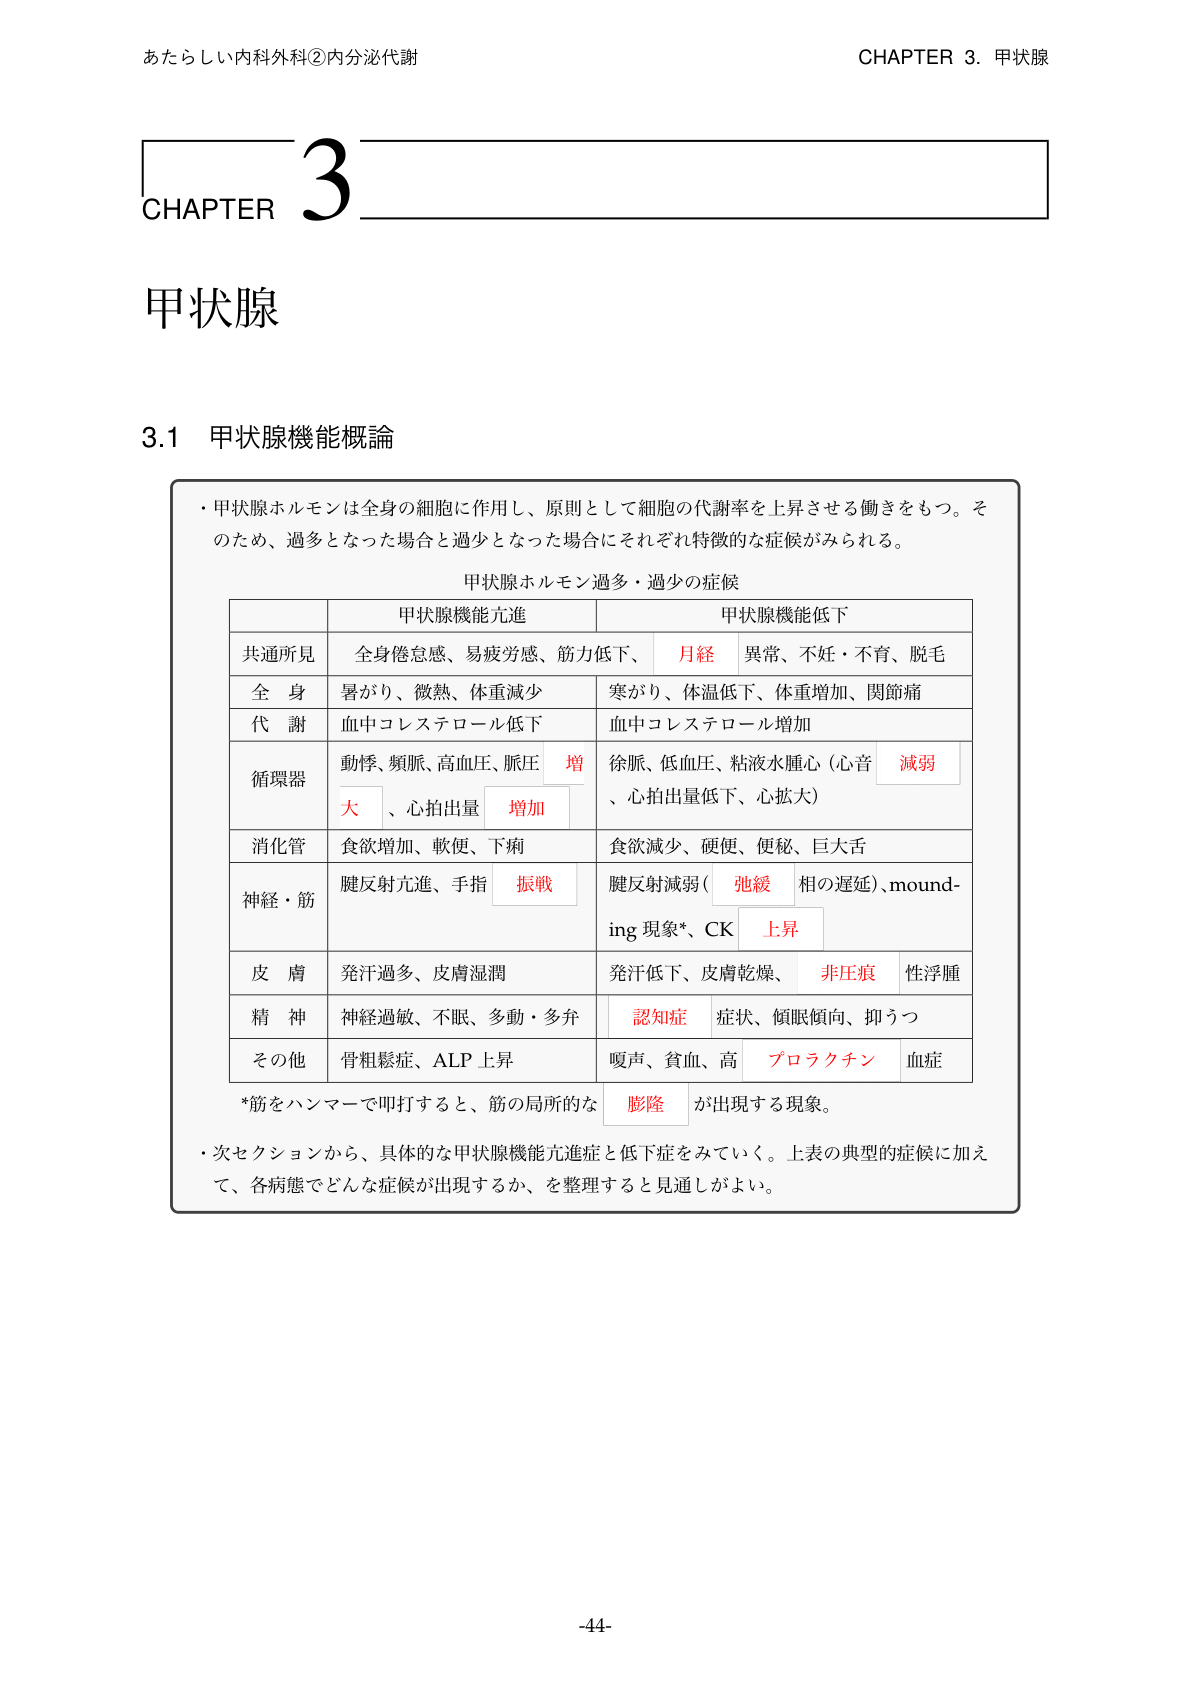 あたらしい内科外科②内分泌代謝 CHAPTER 3. 甲状腺
CHAPTER 3
甲状腺
3.1 甲状腺機能概論
・甲状腺ホルモンは全身の細胞に作用し、原則として細胞の代謝率を上昇させる働きをもつ。そ
のため、過多となった場合と過少となった場合にそれぞれ特徴的な症候がみられる。
甲状腺ホルモン過多・過少の症候
甲状腺機能亢進 甲状腺機能低下
共通所見 全身倦怠感、易疲労感、筋力低下、 月経 異常、不妊・不育、脱毛
全 身 暑がり、微熱、体重減少 寒がり、体温低下、体重増加、関節痛
代 謝 血中コレステロール低下 血中コレステロール増加
循環器 動悸、頻脈、高血圧、脈圧 増
大 、心拍出量 増加
徐脈、低血圧、粘液水腫心（心音 減弱
、心拍出量低下、心拡大）
消化管 食欲増加、軟便、下痢 食欲減少、硬便、便秘、巨大舌
神経・筋 腱反射亢進、手指 振戦
腱反射減弱（ 弛緩 相の遅延）、mound-
ing 現象*、CK 上昇
皮 膚 発汗過多、皮膚湿潤 発汗低下、皮膚乾燥、 非圧痕 性浮腫
精 神 神経過敏、不眠、多動・多弁 認知症 症状、傾眠傾向、抑うつ
その他 骨粗鬆症、ALP 上昇 嗄声、貧血、高 プロラクチン 血症
*筋をハンマーで叩打すると、筋の局所的な 膨隆 が出現する現象。
・次セクションから、具体的な甲状腺機能亢進症と低下症をみていく。上表の典型的症候に加え
て、各病態でどんな症候が出現するか、を整理すると見通しがよい。
-44-